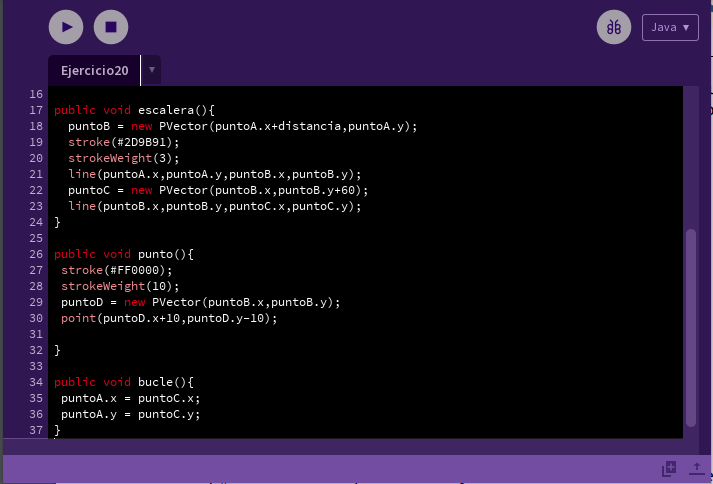 Java ▾
Ejercicio20 ▾
16
17 public void escalera(){
18   puntoB = new PVector(puntoA.x+distancia,puntoA.y);
19   stroke(#2D9B91);
20   strokeWeight(3);
21   line(puntoA.x,puntoA.y,puntoB.x,puntoB.y);
22   puntoC = new PVector(puntoB.x,puntoB.y+60);
23   line(puntoB.x,puntoB.y,puntoC.x,puntoC.y);
24 }
25
26 public void punto(){
27  stroke(#FF0000);
28  strokeWeight(10);
29  puntoD = new PVector(puntoB.x,puntoB.y);
30  point(puntoD.x+10,puntoD.y-10);
31
32 }
33
34 public void bucle(){
35  puntoA.x = puntoC.x;
36  puntoA.y = puntoC.y;
37 }